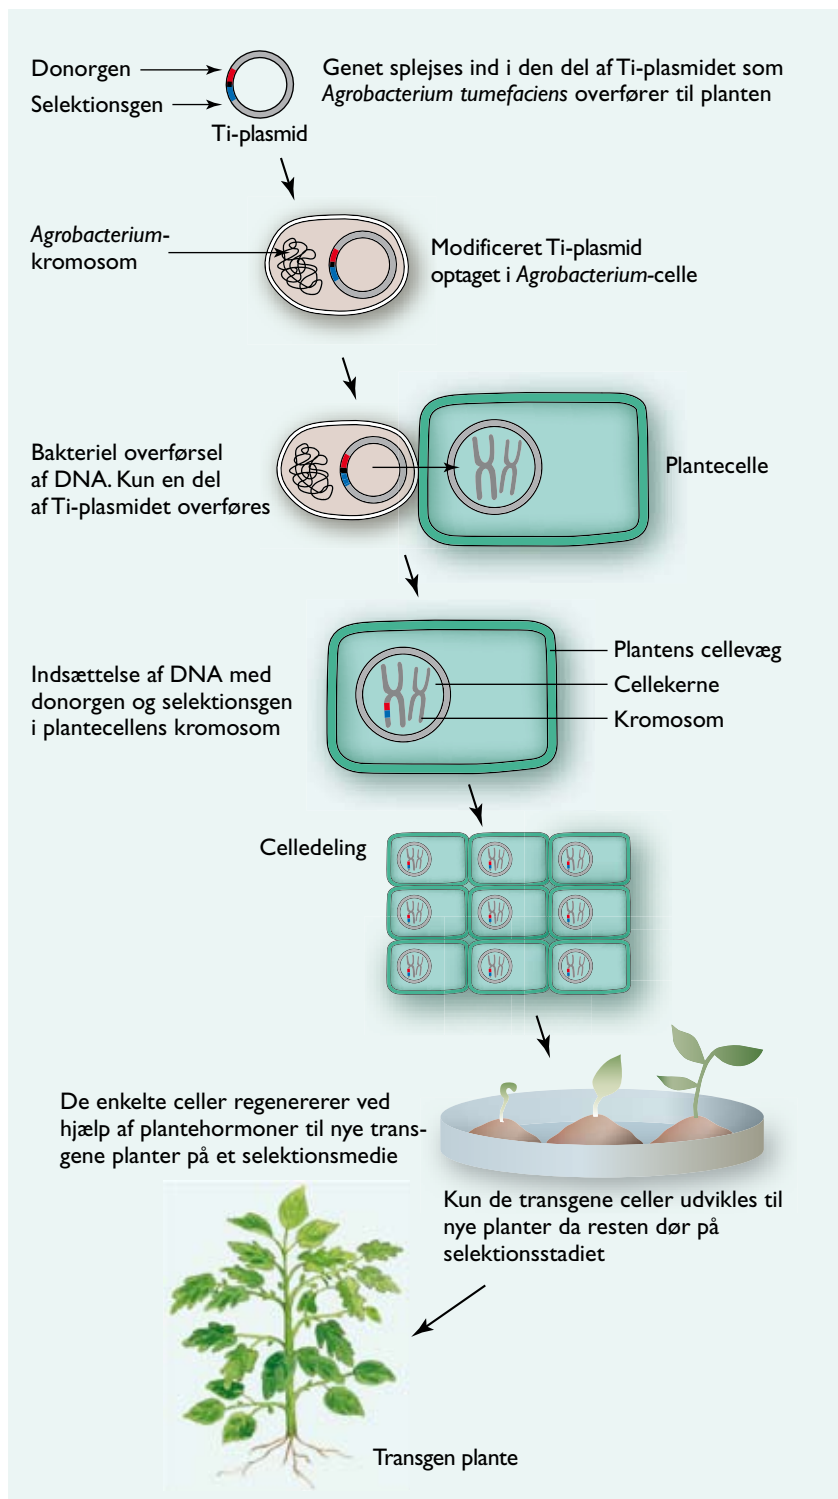 Donorgen
Selektionsgen
Ti-plasmid
Genet splejses ind i den del af Ti-plasmidet som
Agrobacterium tumefaciens overfører til planten
Agrobacterium-
kromosom
Modificeret Ti-plasmid
optaget i Agrobacterium-celle
Bakteriel overførsel
af DNA. Kun en del
af Ti-plasmidet overføres
Plantecelle
Indsættelse af DNA med
donorgen og selektionsgen
i plantecellens kromosom
Plantens cellevæg
Cellekerne
Kromosom
Celledeling
De enkelte celler regenererer ved
hjælp af plantehormoner til nye trans-
gene planter på et selektionsmedie
Kun de transgene celler udvikles til
nye planter da resten dør på
selektionsstadiet
Transgen plante